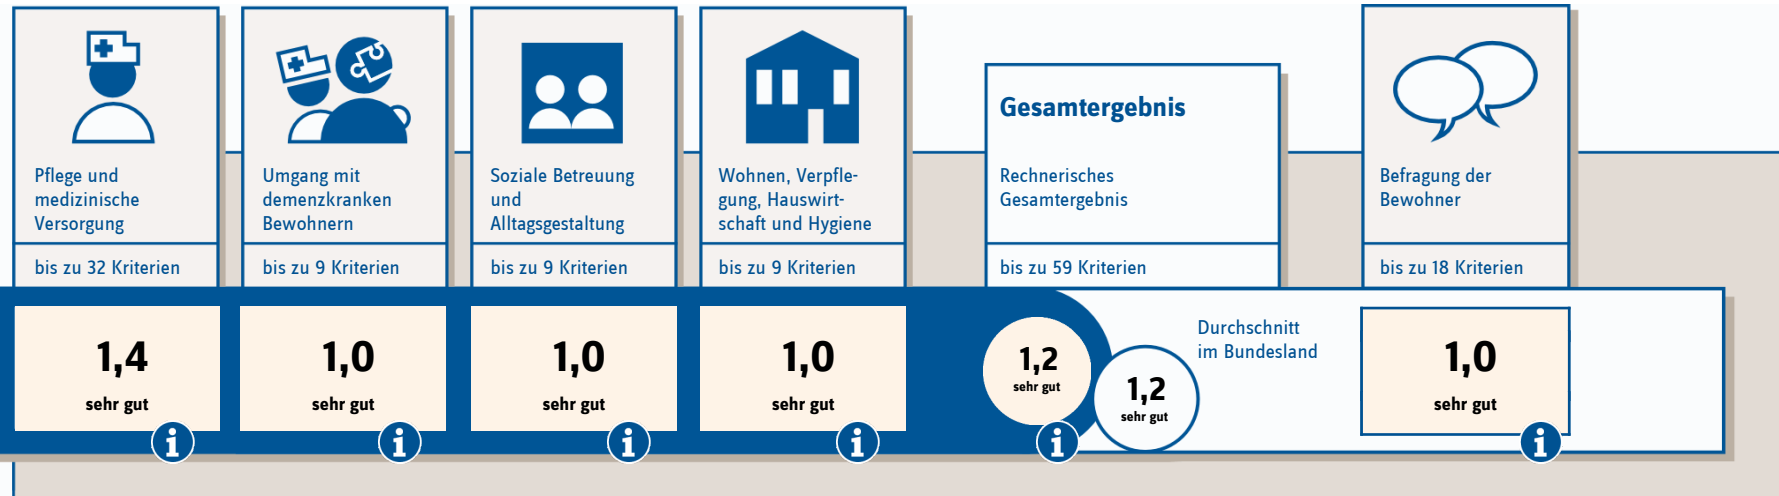 Pflege und
medizinische
Versorgung
bis zu 32 Kriterien
1,4
sehr gut
i
Umgang mit
demenzkranken
Bewohnern
bis zu 9 Kriterien
1,0
sehr gut
i
Soziale Betreuung
und
Alltagsgestaltung
bis zu 9 Kriterien
1,0
sehr gut
i
Wohnen, Verpfle-
gung, Hauswirt-
schaft und Hygiene
bis zu 9 Kriterien
1,0
sehr gut
i
Gesamtergebnis
Rechnerisches
Gesamtergebnis
bis zu 59 Kriterien
1,2
sehr gut
i
1,2
sehr gut
Durchschnitt
im Bundesland
Befragung der
Bewohner
bis zu 18 Kriterien
1,0
sehr gut
i